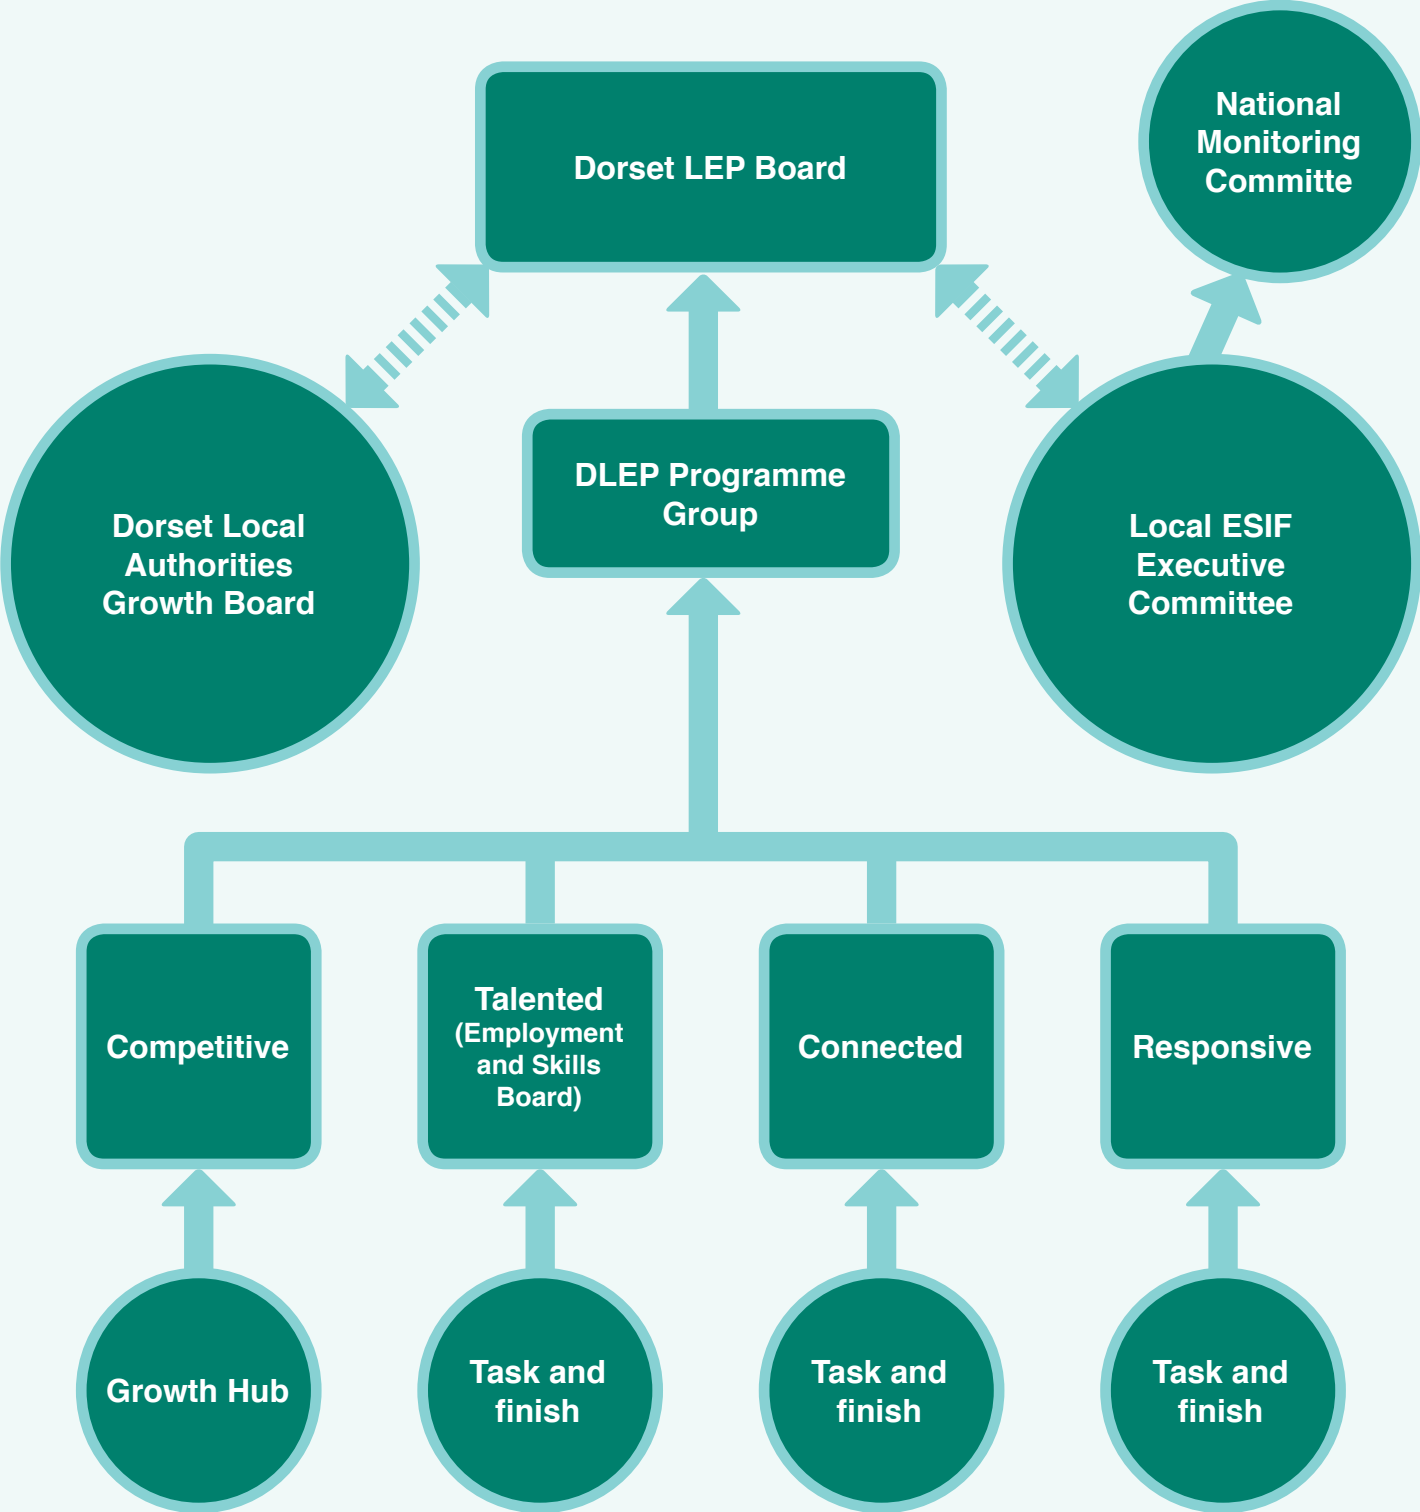 National
Monitoring
Committe
Dorset LEP Board
DLEP Programme
Group
Dorset Local
Authorities
Growth Board
Local ESIF
Executive
Committee
Competitive
Talented
(Employment
and Skills
Board)
Connected
Responsive
Growth Hub
Task and
finish
Task and
finish
Task and
finish